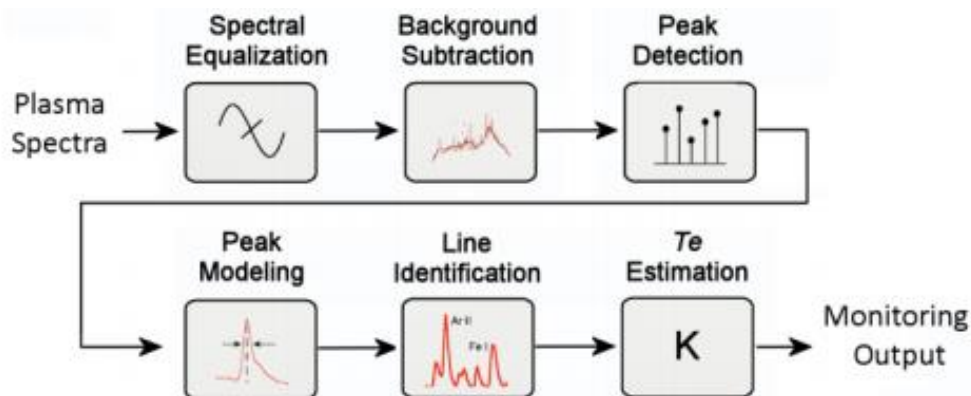 Spectral
Equalization
Background
Subtraction
Peak
Detection
Plasma
Spectra
Peak
Modeling
Line
Identification
Te
Estimation
Ar II
Fe I
K
Monitoring
Output